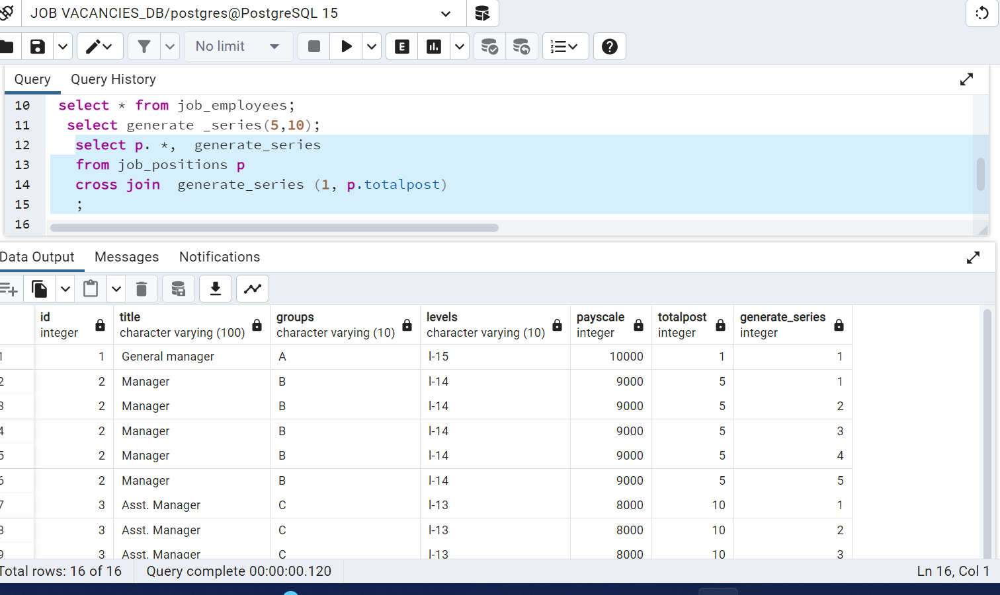 JOB VACANCIES_DB/postgres@PostgreSQL 15
No limit
E
Query Query History
10 select * from job_employees;
11 select generate _series(5,10);
12 select p. *,  generate_series
13 from job_positions p
14 cross join  generate_series (1, p.totalpost)
15 ;
16
Data Output Messages Notifications
id title groups levels payscale totalpost generate_series
integer character varying (100) character varying (10) character varying (10) integer integer integer
1 1 General manager A l-15 10000 1 1
2 2 Manager B l-14 9000 5 1
3 2 Manager B l-14 9000 5 2
4 2 Manager B l-14 9000 5 3
5 2 Manager B l-14 9000 5 4
6 2 Manager B l-14 9000 5 5
7 3 Asst. Manager C l-13 8000 10 1
8 3 Asst. Manager C l-13 8000 10 2
9 3 Asst. Manager C l-13 8000 10 3
Total rows: 16 of 16 Query complete 00:00:00.120 Ln 16, Col 1